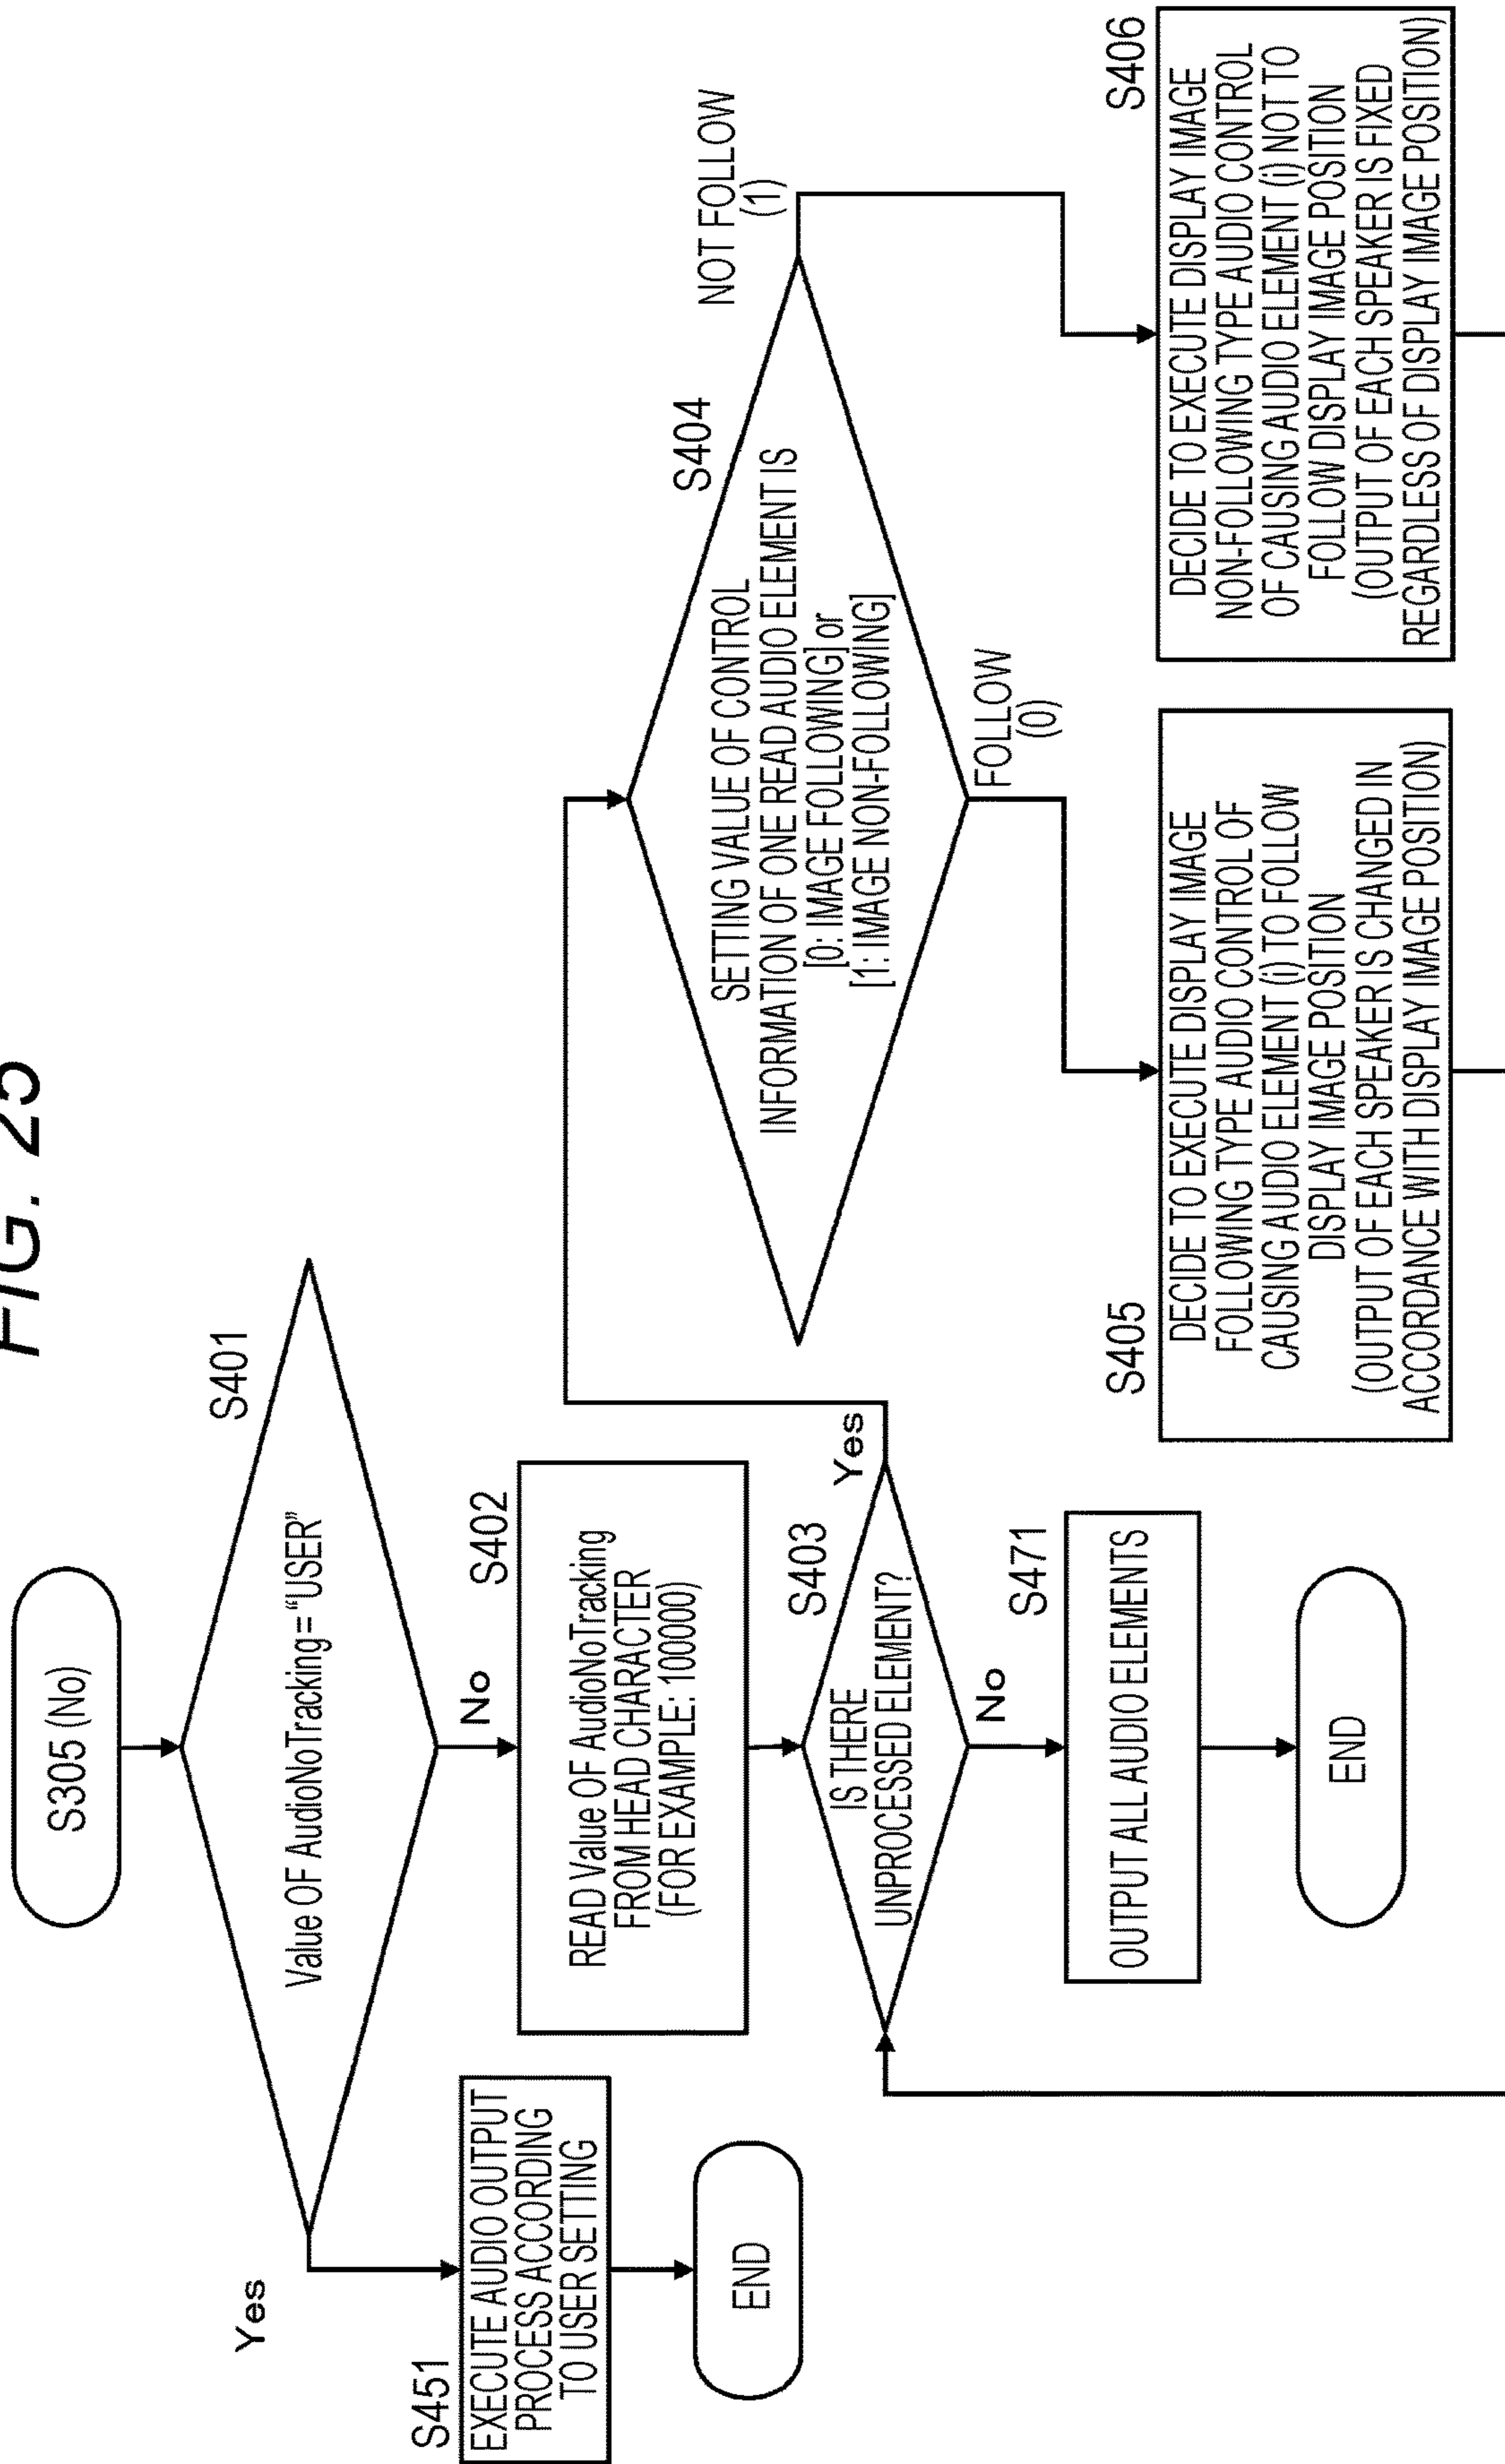 FIG. 25
S305 (No)
S401
Value OF AudioNoTracking = “USER”
Yes
No
S451
EXECUTE AUDIO OUTPUT
PROCESS ACCORDING
TO USER SETTING
END
S402
READ Value OF AudioNoTracking
FROM HEAD CHARACTER
(FOR EXAMPLE: 100000)
S403
IS THERE
UNPROCESSED ELEMENT?
Yes
No
S471
OUTPUT ALL AUDIO ELEMENTS
END
S404
SETTING VALUE OF CONTROL
INFORMATION OF ONE READ AUDIO ELEMENT IS
[0: IMAGE FOLLOWING] or
[1: IMAGE NON-FOLLOWING]
NOT FOLLOW
(1)
FOLLOW
(0)
S405
DECIDE TO EXECUTE DISPLAY IMAGE
FOLLOWING TYPE AUDIO CONTROL OF
CAUSING AUDIO ELEMENT (i) TO FOLLOW
DISPLAY IMAGE POSITION
(OUTPUT OF EACH SPEAKER IS CHANGED IN
ACCORDANCE WITH DISPLAY IMAGE POSITION)
S406
DECIDE TO EXECUTE DISPLAY IMAGE
NON-FOLLOWING TYPE AUDIO CONTROL
OF CAUSING AUDIO ELEMENT (i) NOT TO
FOLLOW DISPLAY IMAGE POSITION
(OUTPUT OF EACH SPEAKER IS FIXED
REGARDLESS OF DISPLAY IMAGE POSITION)